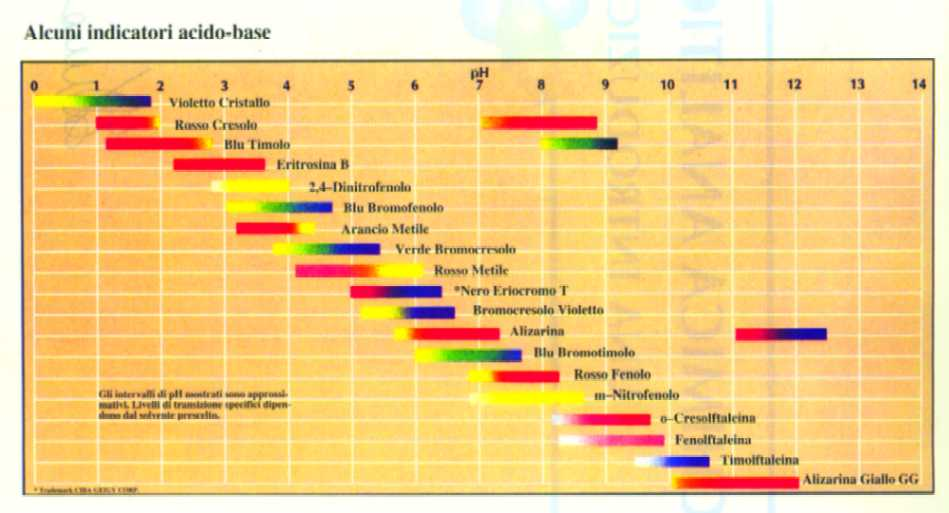 Alcuni indicatori acido-base
pH
0 1 2 3 4 5 6 7 8 9 10 11 12 13 14
Violetto Cristallo
Rosso Cresolo
Blu Timolo
Eritrosina B
2,4-Dinitrofenolo
Blu Bromofenolo
Arancio Metile
Verde Bromocresolo
Rosso Metile
*Nero Eriocromo T
Bromocresolo Violetto
Alizarina
Blu Bromotimolo
Rosso Fenolo
m-Nitrofenolo
o-Cresolftaleina
Fenolftaleina
Timolftaleina
Alizarina Giallo GG
Gli intervalli di pH mostrati sono approssi-
mativi. Livelli di transizione specifici dipen-
dono dal solvente prescelto.
* Trademark CIBA GEIGY CORP.